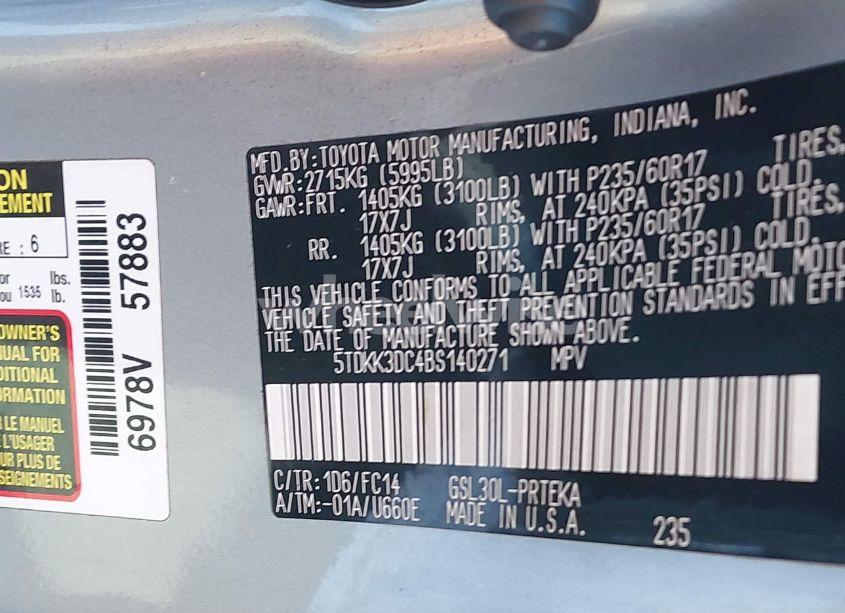 ON
EMENT
RE : 6
or lbs.
ou 1535 lb.
OWNER'S
NUAL FOR
DITIONAL
ORMATION
LE MANUEL
L'USAGER
UR PLUS DE
SEIGNEMENTS
6978V 57883
MFD.BY:TOYOTA MOTOR MANUFACTURING, INDIANA, INC.
GVWR:2715KG (5995LB)
GAWR:FRT. 1405KG (3100LB) WITH P235/60R17 TIRES,
17X7J RIMS, AT 240KPA (35PSI) COLD.
RR. 1405KG (3100LB) WITH P235/60R17 TIRES,
17X7J RIMS, AT 240KPA (35PSI) COLD.
THIS VEHICLE CONFORMS TO ALL APPLICABLE FEDERAL MOTO
VEHICLE SAFETY AND THEFT PREVENTION STANDARDS IN EFF
THE DATE OF MANUFACTURE SHOWN ABOVE.
5TDKK3DC4BS140271 MPV
C/TR:1D6/FC14 GSL30L-PRTEKA
A/TM:-01A/U660E MADE IN U.S.A. 235